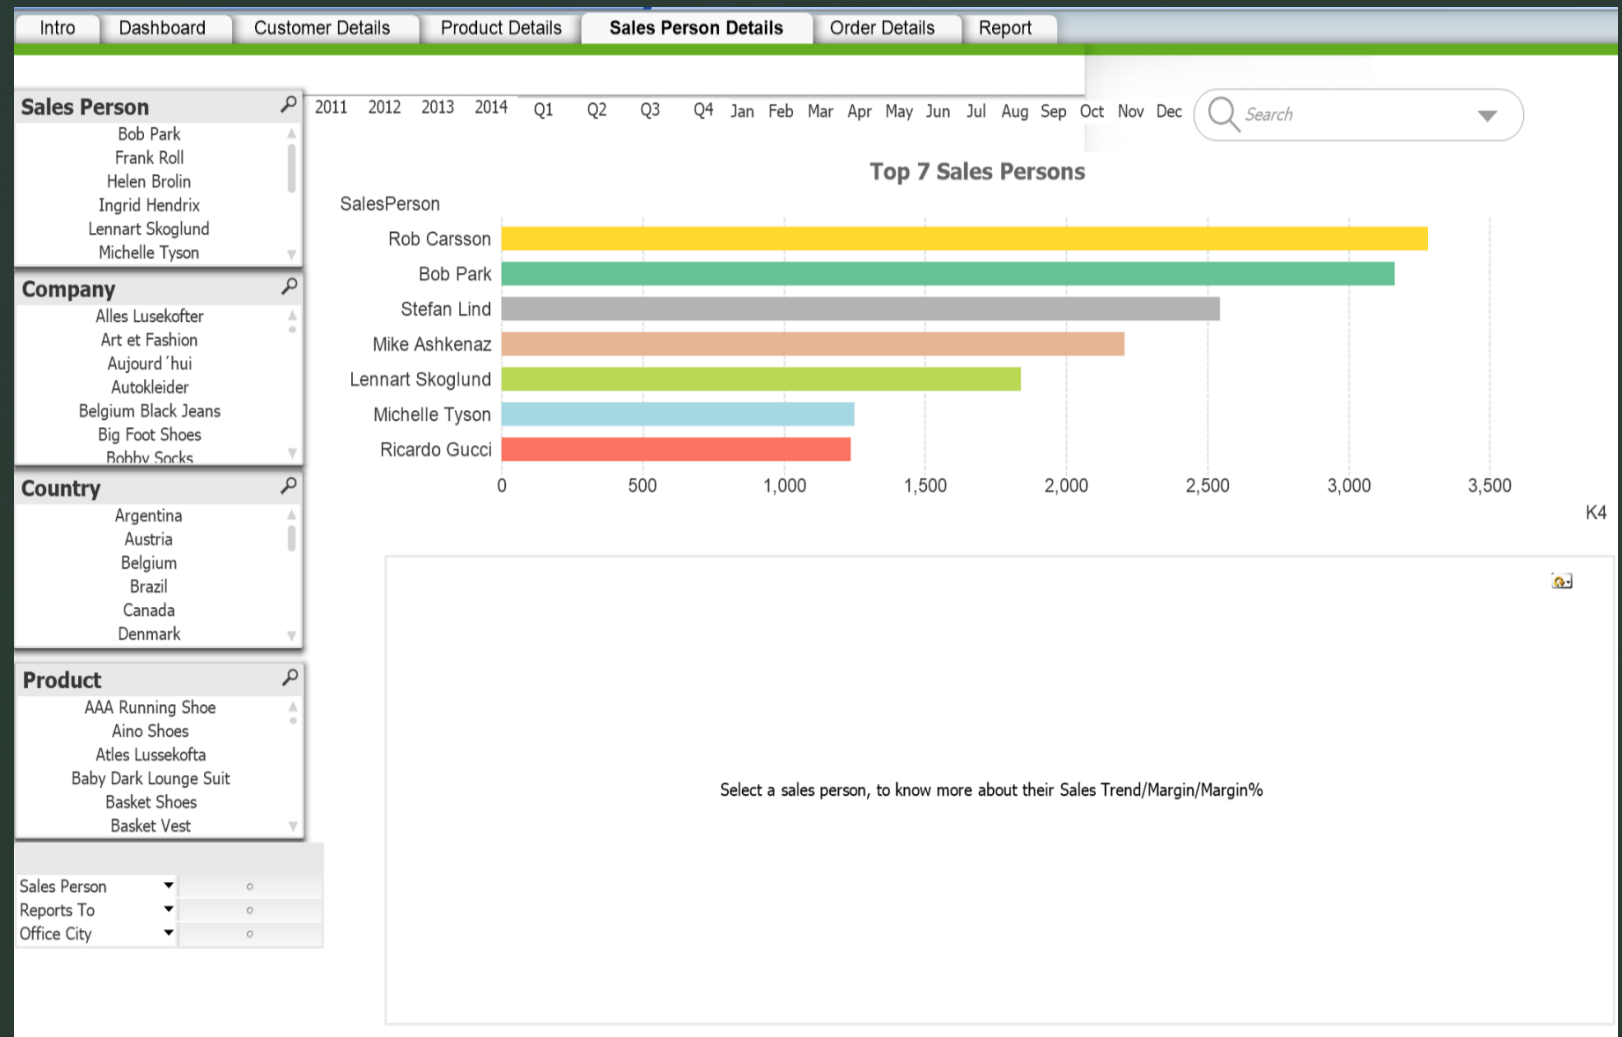 Intro Dashboard Customer Details Product Details Sales Person Details Order Details Report
Sales Person
Bob Park
Frank Roll
Helen Brolin
Ingrid Hendrix
Lennart Skoglund
Michelle Tyson
Company
Alles Lusekofter
Art et Fashion
Aujourd´hui
Autokleider
Belgium Black Jeans
Big Foot Shoes
Bobby Socks
Country
Argentina
Austria
Belgium
Brazil
Canada
Denmark
Product
AAA Running Shoe
Aino Shoes
Atles Lussekofta
Baby Dark Lounge Suit
Basket Shoes
Basket Vest
Sales Person
Reports To
Office City
2011 2012 2013 2014 Q1 Q2 Q3 Q4 Jan Feb Mar Apr May Jun Jul Aug Sep Oct Nov Dec
Search
Top 7 Sales Persons
SalesPerson
Rob Carsson
Bob Park
Stefan Lind
Mike Ashkenaz
Lennart Skoglund
Michelle Tyson
Ricardo Gucci
0 500 1,000 1,500 2,000 2,500 3,000 3,500
K4
Select a sales person, to know more about their Sales Trend/Margin/Margin%